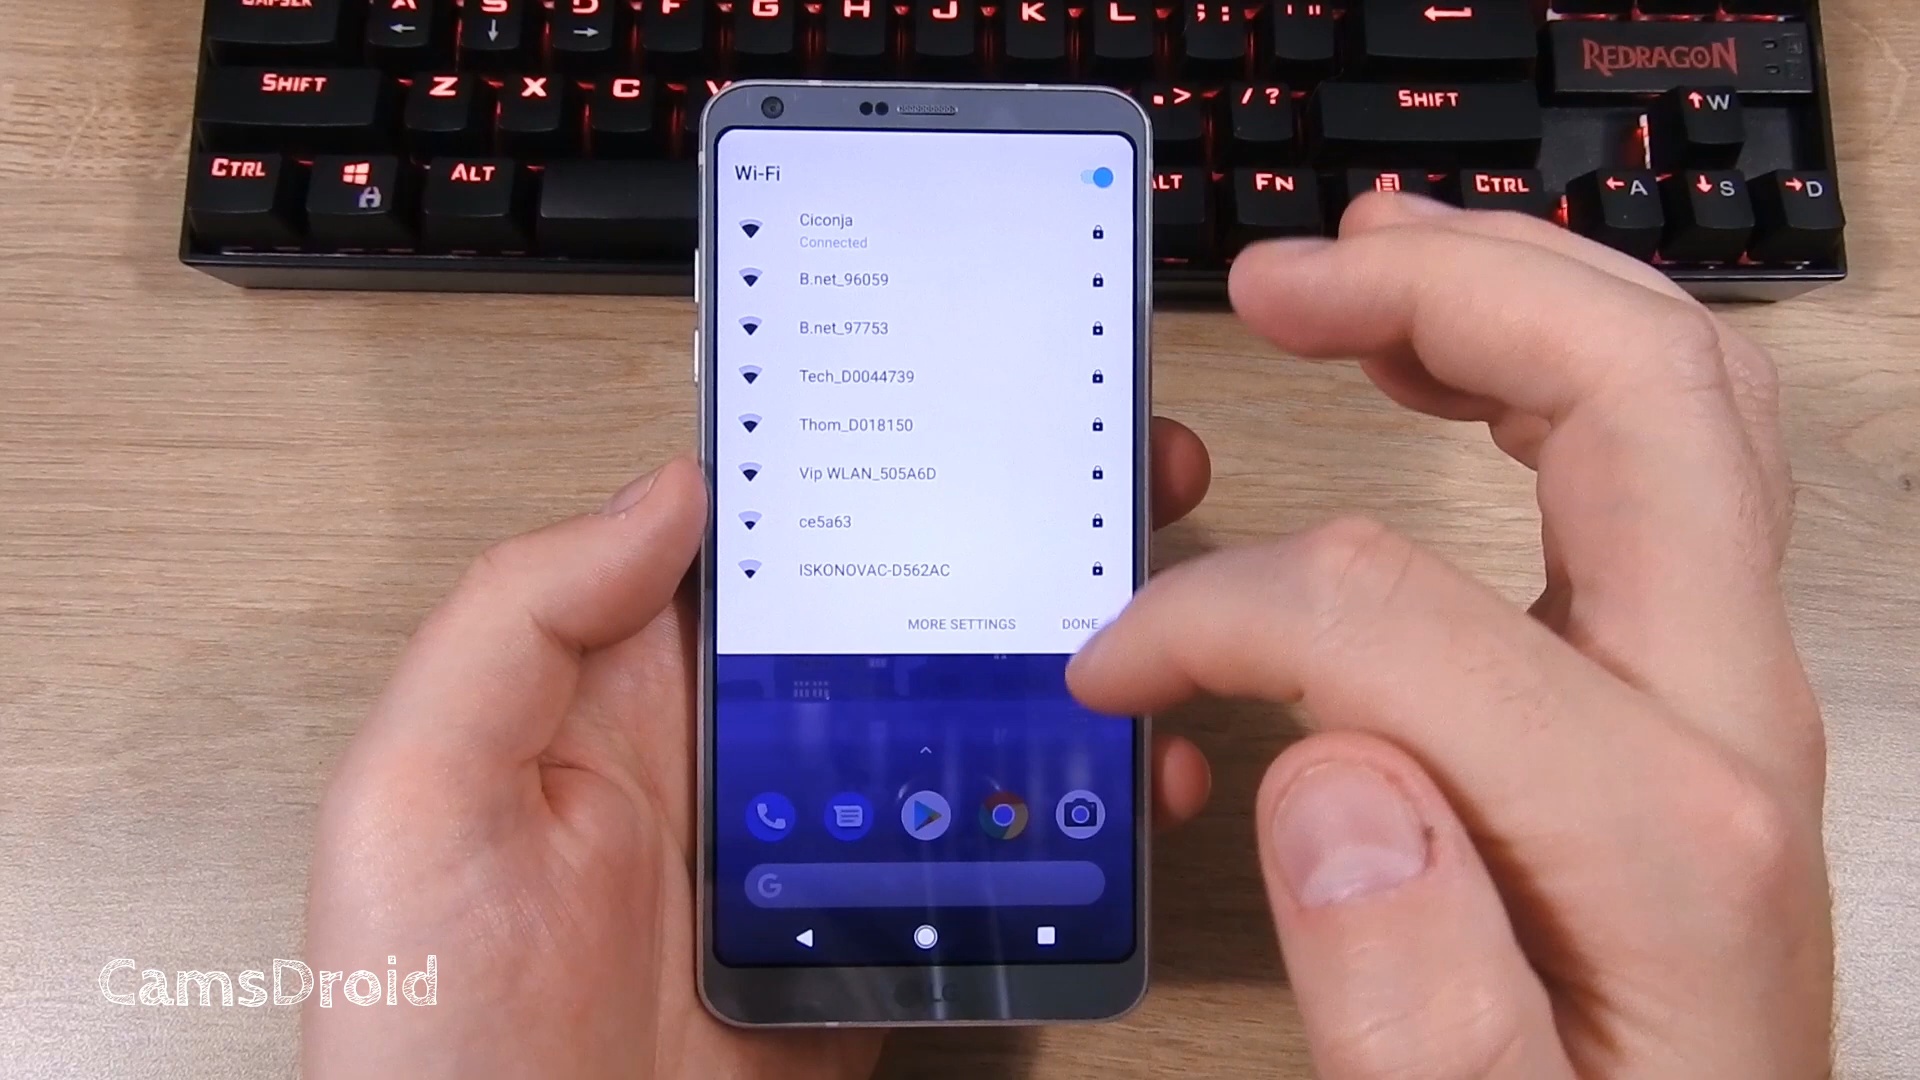 A S D F G H J K L ; : ' "
SHIFT Z X C . > / ? SHIFT
REDRAGON
W
CTRL ALT FN CTRL A S D
Wi-Fi
Ciconja
Connected
B.net_96059
B.net_97753
Tech_D0044739
Thom_D018150
Vip WLAN_505A6D
ce5a63
ISKONOVAC-D562AC
MORE SETTINGS DONE
G
LG
CamsDroid